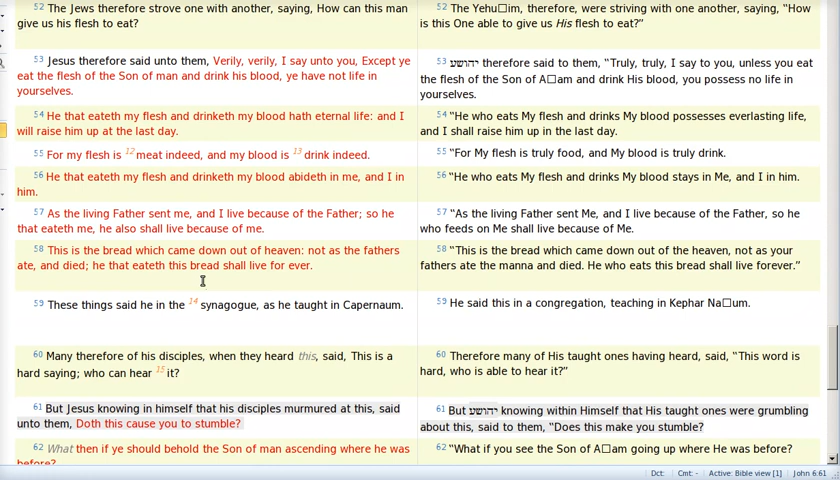 52 The Jews therefore strove one with another, saying, How can this man
give us his flesh to eat?
53 Jesus therefore said unto them, Verily, verily, I say unto you, Except ye
eat the flesh of the Son of man and drink his blood, ye have not life in
yourselves.
54 He that eateth my flesh and drinketh my blood hath eternal life: and I
will raise him up at the last day.
55 For my flesh is 12 meat indeed, and my blood is 13 drink indeed.
56 He that eateth my flesh and drinketh my blood abideth in me, and I in
him.
57 As the living Father sent me, and I live because of the Father; so he
that eateth me, he also shall live because of me.
58 This is the bread which came down out of heaven: not as the fathers
ate, and died; he that eateth this bread shall live for ever.
59 These things said he in the 14 synagogue, as he taught in Capernaum.
60 Many therefore of his disciples, when they heard this, said, This is a
hard saying; who can hear 15 it?
61 But Jesus knowing in himself that his disciples murmured at this, said
unto them, Doth this cause you to stumble?
62 What then if ye should behold the Son of man ascending where he was
before?
52 The Yehu□im, therefore, were striving with one another, saying, “How
is this One able to give us His flesh to eat?”
53 יהושע therefore said to them, “Truly, truly, I say to you, unless you eat
the flesh of the Son of A□am and drink His blood, you possess no life in
yourselves.
54 “He who eats My flesh and drinks My blood possesses everlasting life,
and I shall raise him up in the last day.
55 “For My flesh is truly food, and My blood is truly drink.
56 “He who eats My flesh and drinks My blood stays in Me, and I in him.
57 “As the living Father sent Me, and I live because of the Father, so he
who feeds on Me shall live because of Me.
58 “This is the bread which came down out of the heaven, not as your
fathers ate the manna and died. He who eats this bread shall live forever.”
59 He said this in a congregation, teaching in Kephar Na□um.
60 Therefore many of His taught ones having heard, said, “This word is
hard, who is able to hear it?”
61 But יהושע knowing within Himself that His taught ones were grumbling
about this, said to them, “Does this make you stumble?
62 “What if you see the Son of A□am going up where He was before?
Dct: Cmt: - Active: Bible view [1] John 6:61